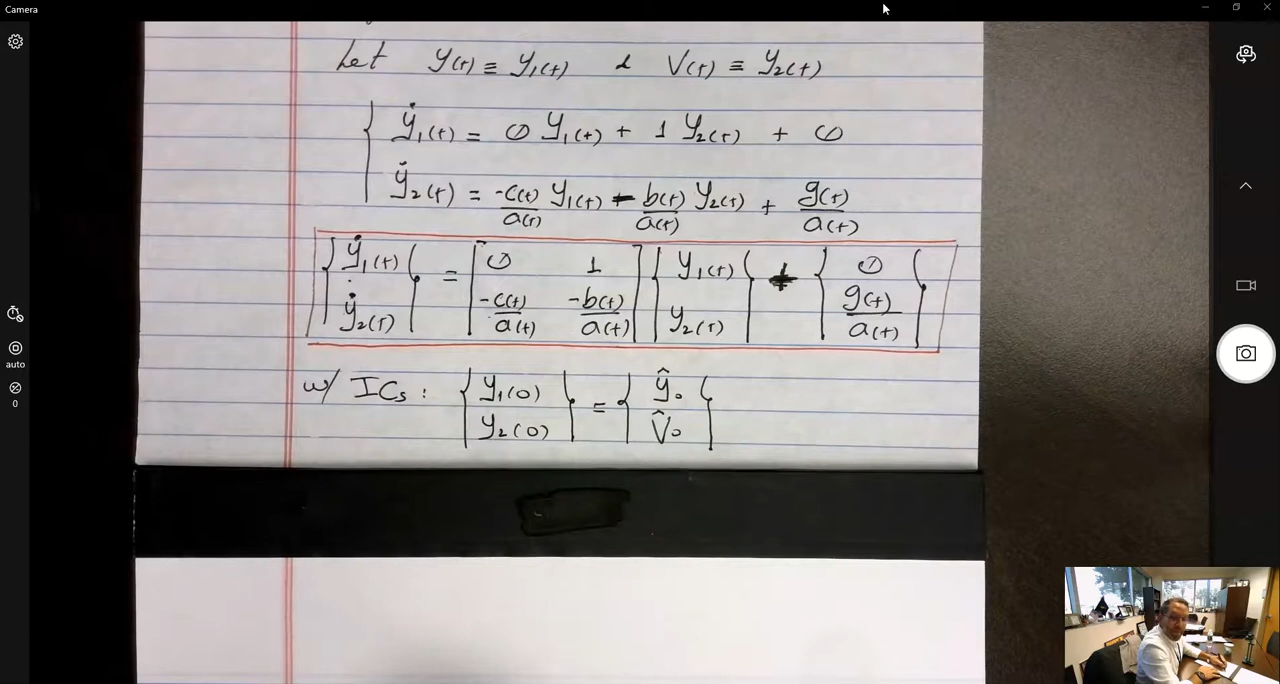 Camera
Let y(t) ≡ y₁(t) & V(t) ≡ y₂(t)
ẏ₁(t) = 0 y₁(t) + 1 y₂(t) + 0
ẏ₂(t) = -c(t)/a(t) y₁(t) - b(t)/a(t) y₂(t) + g(t)/a(t)
{ẏ₁(t) ẏ₂(t)} = [0 1 -c(t)/a(t) -b(t)/a(t)] {y₁(t) y₂(t)} + {0 g(t)/a(t)}
w/ ICs : {y₁(0) y₂(0)} = {ŷ₀ V̂₀}
auto
0